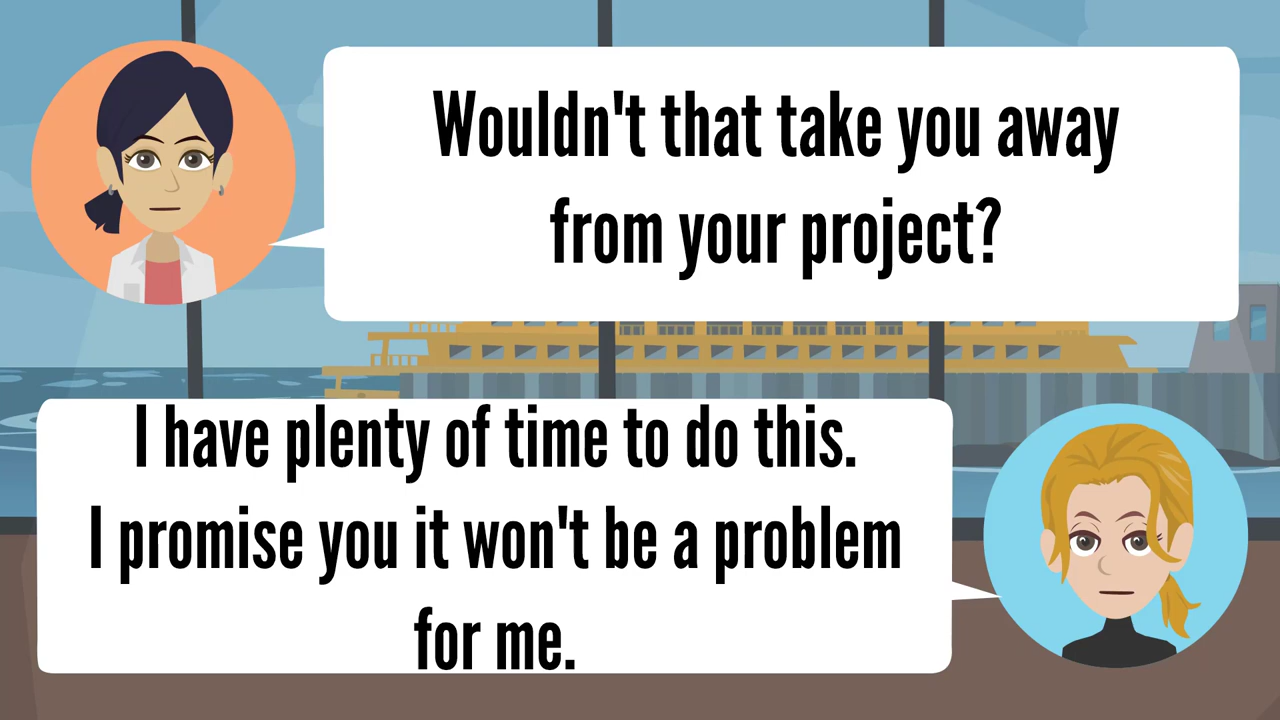 Wouldn't that take you away
from your project?
I have plenty of time to do this.
I promise you it won't be a problem
for me.